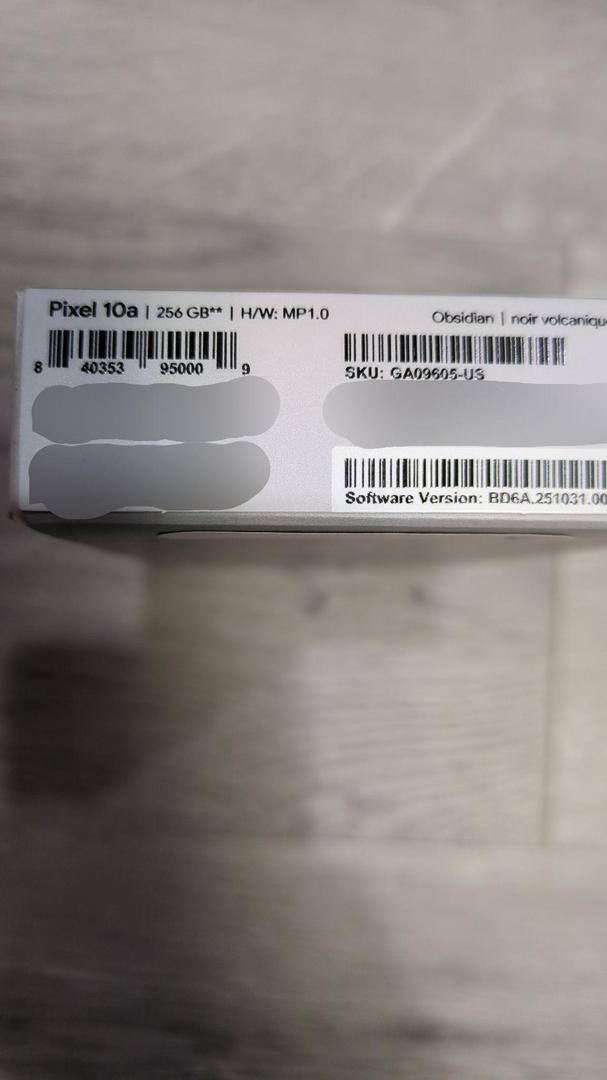 Pixel 10a | 256 GB** | H/W: MP1.0
Obsidian | noir volcanique
8 40353 95000 9
SKU: GA09605-US
Software Version: BD6A.251031.00